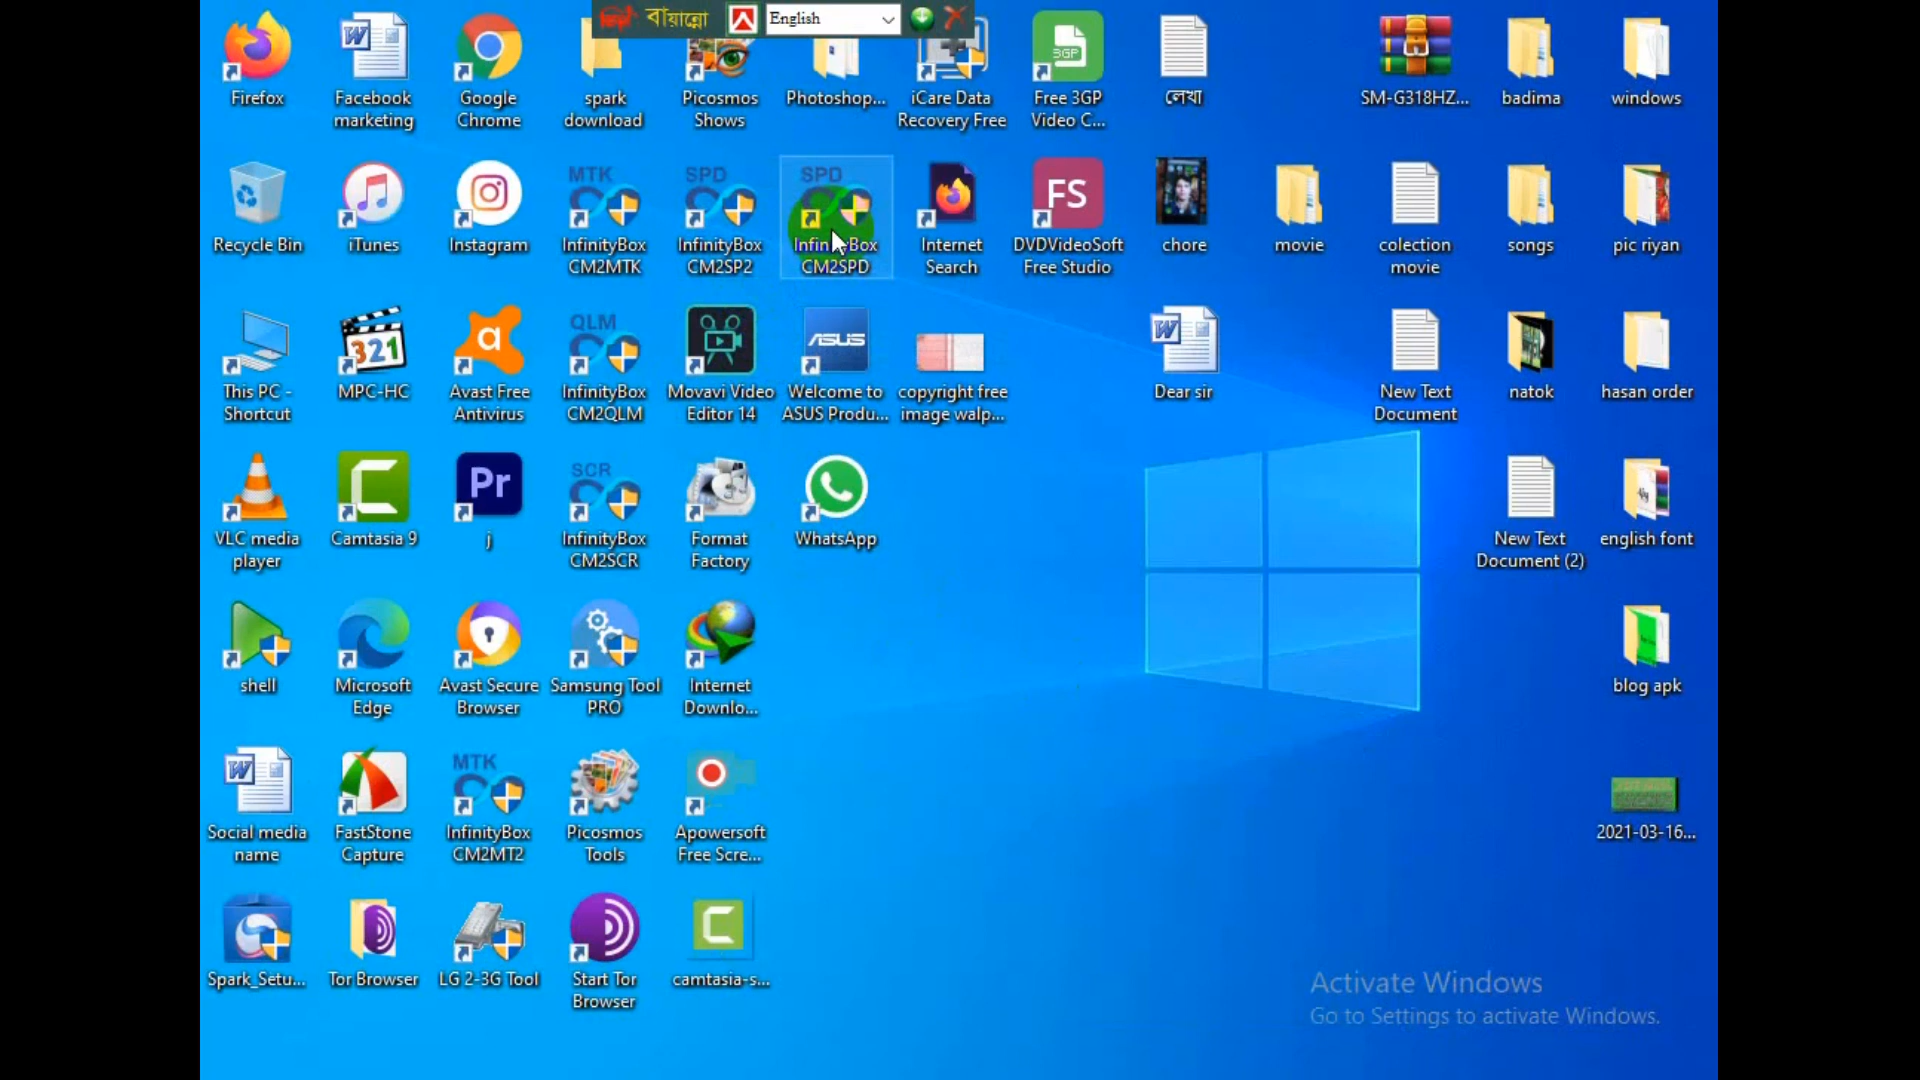 বায়ান্নো English
Firefox
Facebook
marketing
Google
Chrome
spark
download
Picosmos
Shows
Photoshop...
iCare Data
Recovery Free
3GP
Free 3GP
Video C...
লেখা
SM-G318HZ...
badima
windows
Recycle Bin
iTunes
Instagram
MTK
InfinityBox
CM2MTK
SPD
InfinityBox
CM2SP2
SPD
InfinityBox
CM2SPD
Internet
Search
FS
DVDVideoSoft
Free Studio
chore
movie
colection
movie
songs
pic riyan
This PC -
Shortcut
321
MPC-HC
a
Avast Free
Antivirus
QLM
InfinityBox
CM2QLM
Movavi Video
Editor 14
ASUS
Welcome to
ASUS Produ...
copyright free
image walp...
W
Dear sir
New Text
Document
natok
hasan order
VLC media
player
C
Camtasia 9
Pr
j
SCR
InfinityBox
CM2SCR
Format
Factory
WhatsApp
New Text
Document (2)
english font
shell
Microsoft
Edge
Avast Secure
Browser
Samsung Tool
PRO
Internet
Downlo...
blog apk
W
Social media
name
FastStone
Capture
MTK
InfinityBox
CM2MT2
Picosmos
Tools
Apowersoft
Free Scre...
2021-03-16...
Spark_Setu...
Tor Browser
LG 2-3G Tool
Start Tor
Browser
C
camtasia-s...
Activate Windows
Go to Settings to activate Windows.